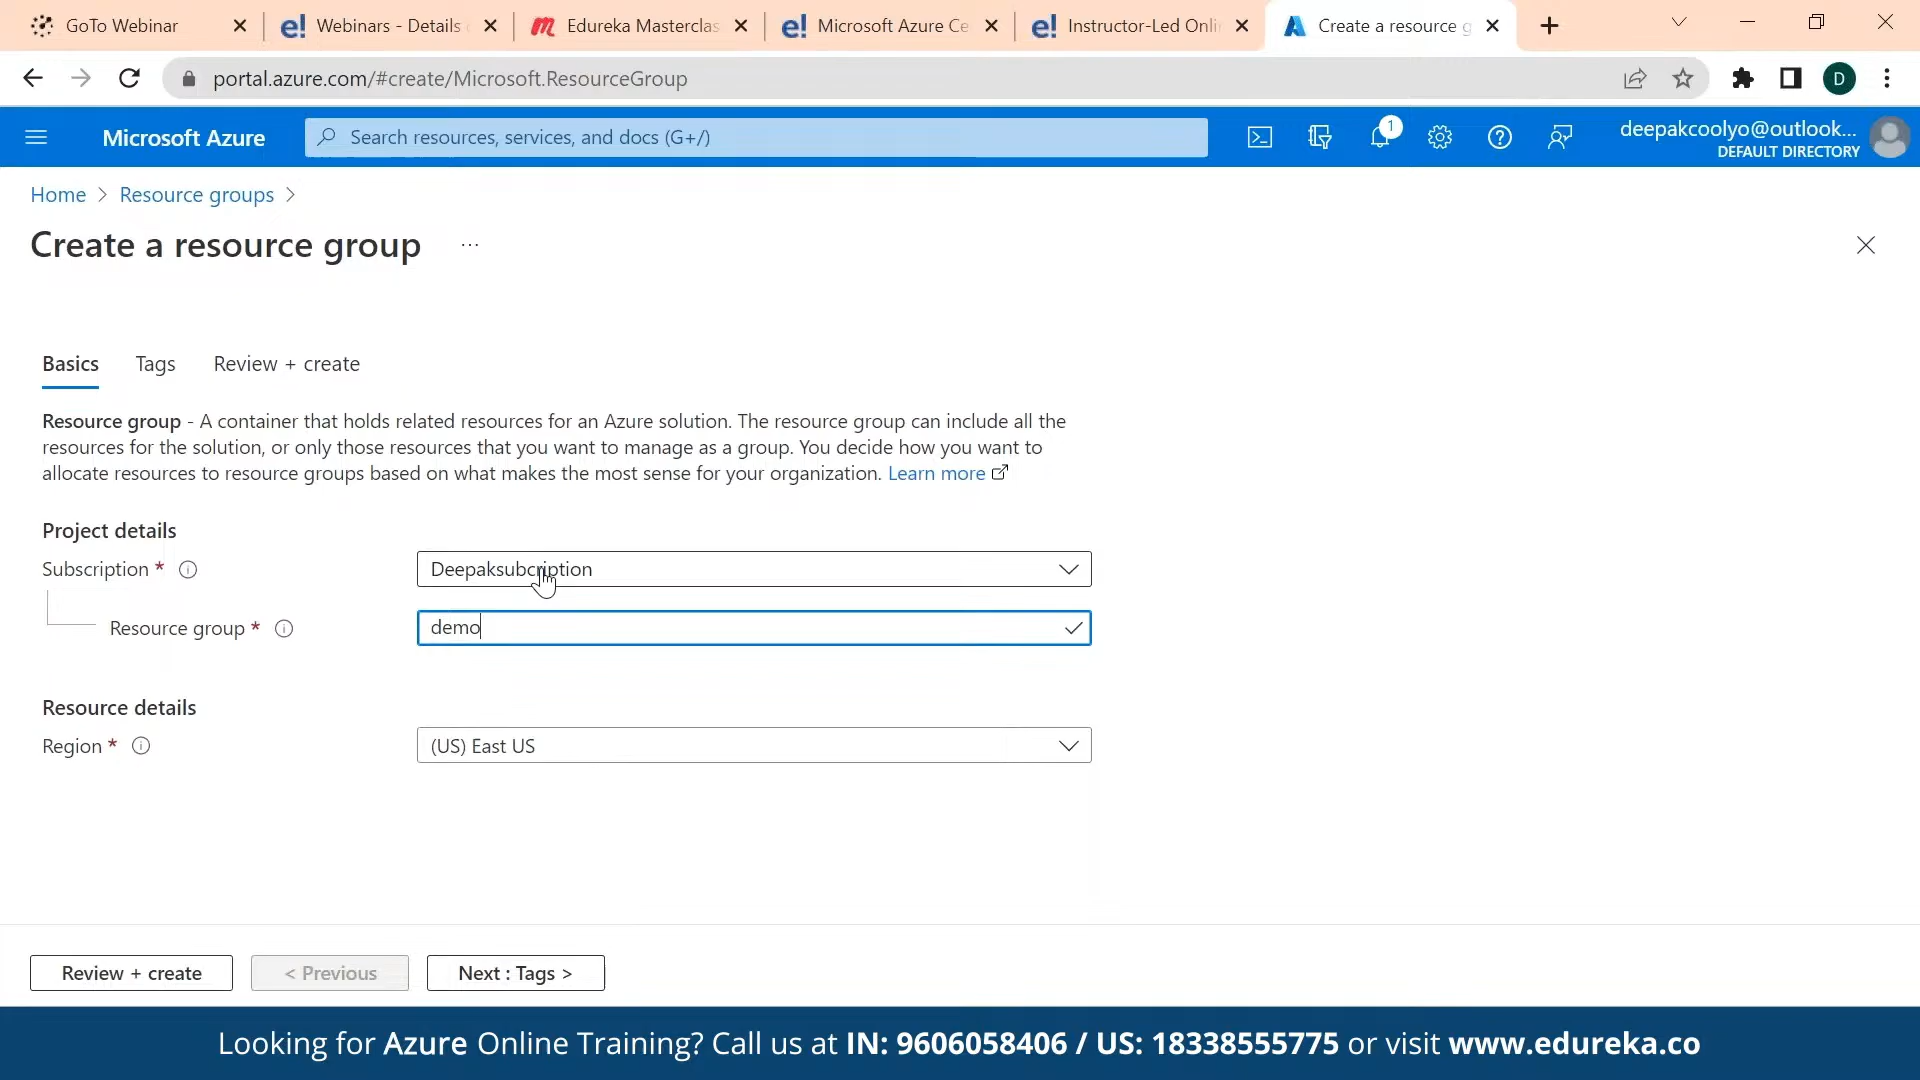 GoTo Webinar
Webinars - Details
Edureka Masterclas
Microsoft Azure Ce
Instructor-Led Onli
Create a resource g
portal.azure.com/#create/Microsoft.ResourceGroup
D
Microsoft Azure
Search resources, services, and docs (G+/)
1
deepakcoolyo@outlook...
DEFAULT DIRECTORY
Home > Resource groups >
Create a resource group ...
Basics Tags Review + create
Resource group - A container that holds related resources for an Azure solution. The resource group can include all the
resources for the solution, or only those resources that you want to manage as a group. You decide how you want to
allocate resources to resource groups based on what makes the most sense for your organization. Learn more
Project details
Subscription *
Deepaksubcription
Resource group *
demo
Resource details
Region *
(US) East US
Review + create
< Previous
Next : Tags >
Looking for Azure Online Training? Call us at IN: 9606058406 / US: 18338555775 or visit www.edureka.co